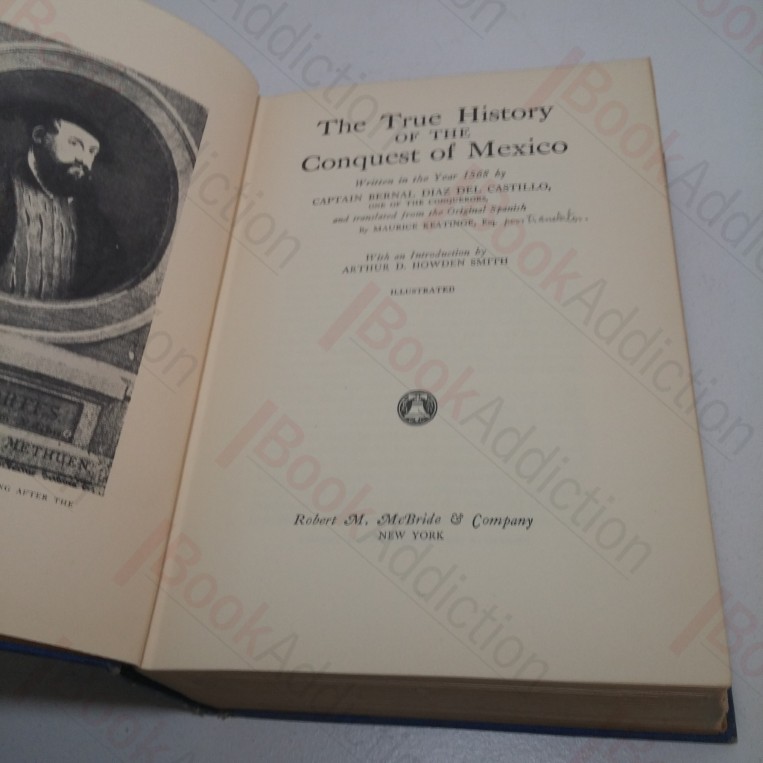 The True History
OF THE
Conquest of Mexico
Written in the Year 1568 by
CAPTAIN BERNAL DIAZ DEL CASTILLO,
ONE OF THE CONQUERORS,
and translated from the Original Spanish
By MAURICE KEATINGE, Esq.
With an Introduction by
ARTHUR D. HOWDEN SMITH
ILLUSTRATED
Robert M. McBride & Company
NEW YORK
METHUEN
AFTER THE
BookAddiction